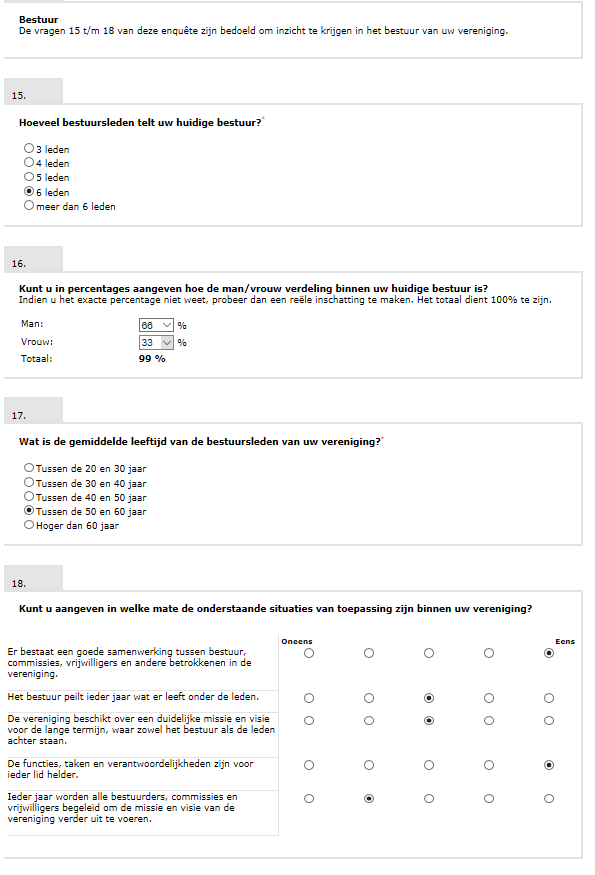 Bestuur
De vragen 15 t/m 18 van deze enquête zijn bedoeld om inzicht te krijgen in het bestuur van uw vereniging.
15.
Hoeveel bestuursleden telt uw huidige bestuur?*
3 leden
4 leden
5 leden
6 leden
meer dan 6 leden
16.
Kunt u in percentages aangeven hoe de man/vrouw verdeling binnen uw huidige bestuur is?
Indien u het exacte percentage niet weet, probeer dan een reële inschatting te maken. Het totaal dient 100% te zijn.
Man: 66 %
Vrouw: 33 %
Totaal: 99 %
17.
Wat is de gemiddelde leeftijd van de bestuursleden van uw vereniging?*
Tussen de 20 en 30 jaar
Tussen de 30 en 40 jaar
Tussen de 40 en 50 jaar
Tussen de 50 en 60 jaar
Hoger dan 60 jaar
18.
Kunt u aangeven in welke mate de onderstaande situaties van toepassing zijn binnen uw vereniging?
Oneens Eens
Er bestaat een goede samenwerking tussen bestuur,
commissies, vrijwilligers en andere betrokkenen in de
vereniging.
Het bestuur peilt ieder jaar wat er leeft onder de leden.
De vereniging beschikt over een duidelijke missie en visie
voor de lange termijn, waar zowel het bestuur als de leden
achter staan.
De functies, taken en verantwoordelijkheden zijn voor
ieder lid helder.
Ieder jaar worden alle bestuurders, commissies en
vrijwilligers begeleid om de missie en visie van de
vereniging verder uit te voeren.